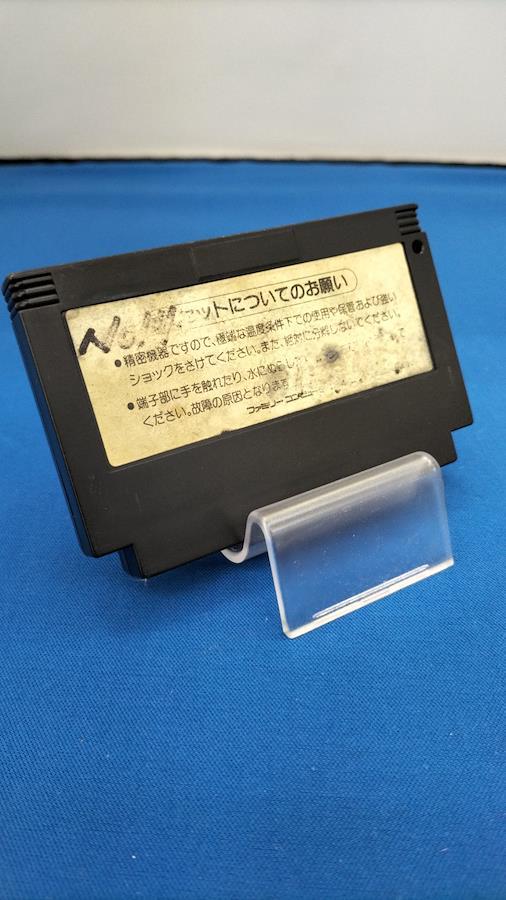 セットについてのお願い
●精密機器ですので、極端な温度条件下での使用や保管および強い
ショックをさけてください。また、絶対に分解しないでください。
●端子部に手を触れたり、水にぬ
ください。故障の原因となりま
ファミリーコンピュ